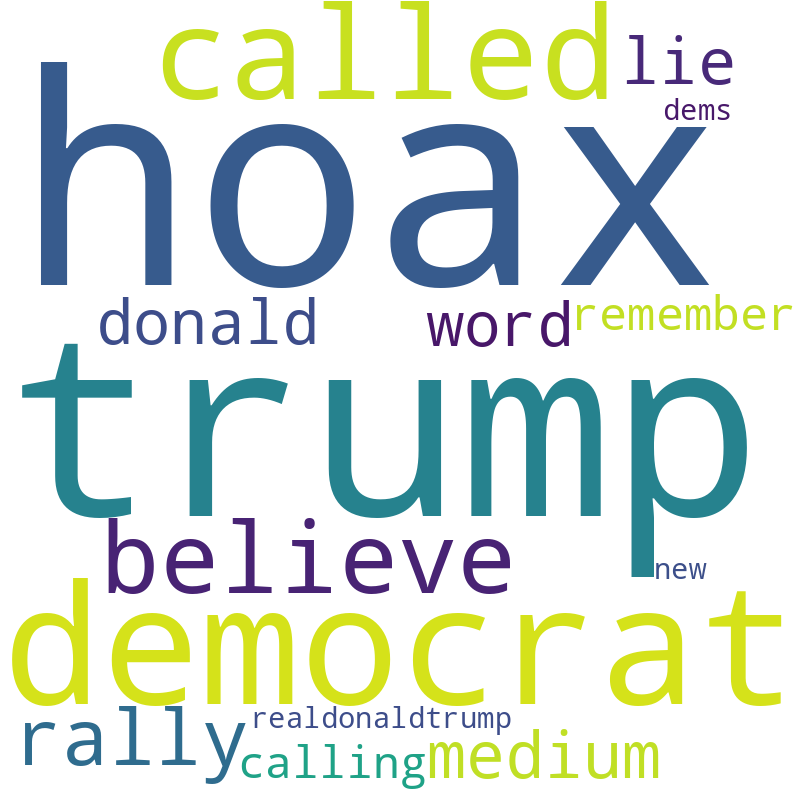 called
lie
dems
hoax
donald
word
remember
trump
believe
new
democrat
rally
realdonaldtrump
calling
medium